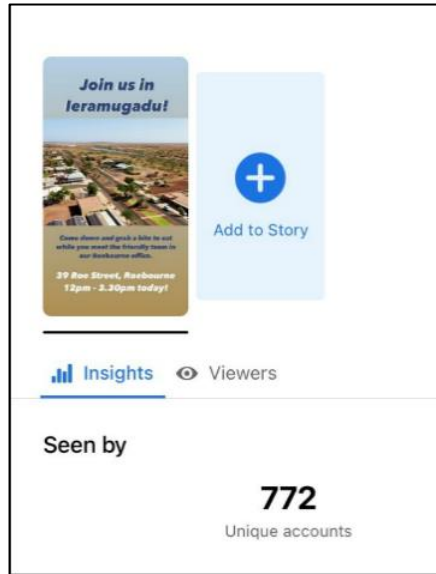 Join us in
Ieramugadu!
Come down and grab a bite to eat
while you meet the friendly team in
our Roebourne office.
39 Roe Street, Roebourne
12pm - 3.30pm today!
Add to Story
Insights
Viewers
Seen by
772
Unique accounts